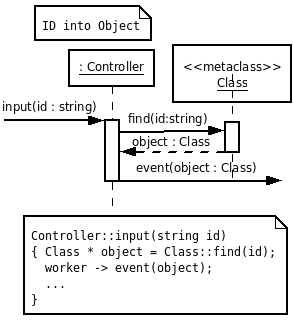 ID into Object
: Controller
<<metaclass>>
Class
input(id : string)
find(id:string)
object : Class
event(object : Class)
Controller::input(string id)
{ Class * object = Class::find(id);
worker -> event(object);
...
}